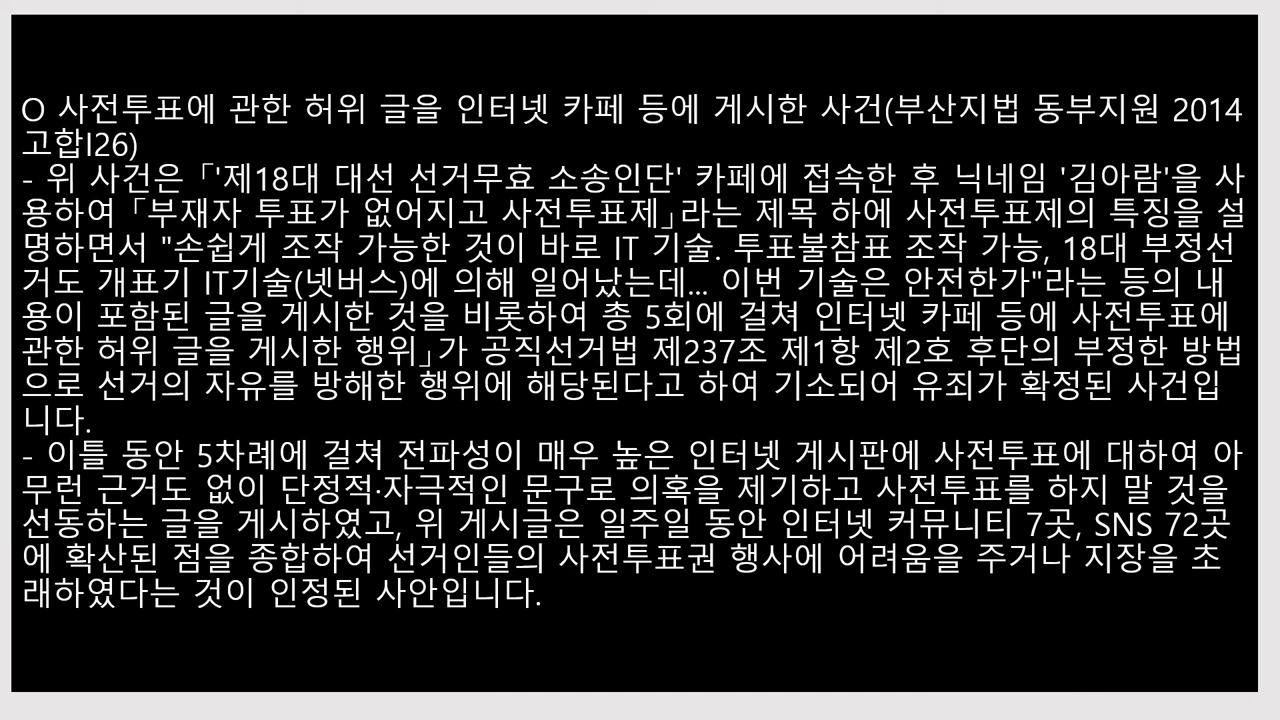 O 사전투표에 관한 허위 글을 인터넷 카페 등에 게시한 사건(부산지법 동부지원 2014
고합I26)
- 위 사건은 「'제18대 대선 선거무효 소송인단' 카페에 접속한 후 닉네임 '김아람'을 사
용하여 「부재자 투표가 없어지고 사전투표제」라는 제목 하에 사전투표제의 특징을 설
명하면서 "손쉽게 조작 가능한 것이 바로 IT 기술. 투표불참표 조작 가능, 18대 부정선
거도 개표기 IT기술(넷버스)에 의해 일어났는데... 이번 기술은 안전한가"라는 등의 내
용이 포함된 글을 게시한 것을 비롯하여 총 5회에 걸쳐 인터넷 카페 등에 사전투표에
관한 허위 글을 게시한 행위」가 공직선거법 제237조 제1항 제2호 후단의 부정한 방법
으로 선거의 자유를 방해한 행위에 해당된다고 하여 기소되어 유죄가 확정된 사건입
니다.
- 이틀 동안 5차례에 걸쳐 전파성이 매우 높은 인터넷 게시판에 사전투표에 대하여 아
무런 근거도 없이 단정적·자극적인 문구로 의혹을 제기하고 사전투표를 하지 말 것을
선동하는 글을 게시하였고, 위 게시글은 일주일 동안 인터넷 커뮤니티 7곳, SNS 72곳
에 확산된 점을 종합하여 선거인들의 사전투표권 행사에 어려움을 주거나 지장을 초
래하였다는 것이 인정된 사안입니다.